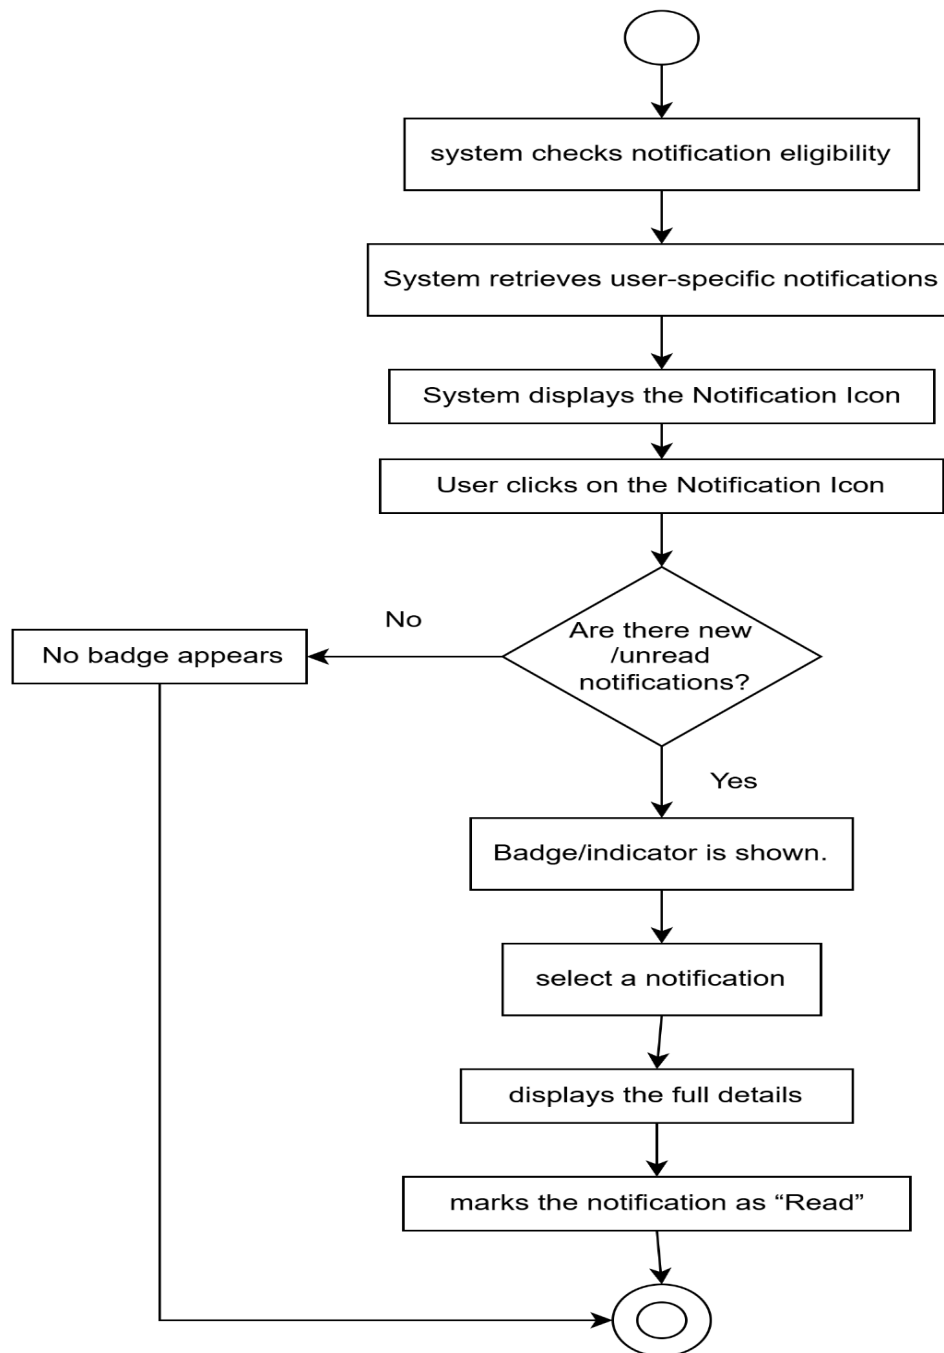 system checks notification eligibility
System retrieves user-specific notifications
System displays the Notification Icon
User clicks on the Notification Icon
No
Are there new
/unread
notifications?
No badge appears
Yes
Badge/indicator is shown.
select a notification
displays the full details
marks the notification as “Read”